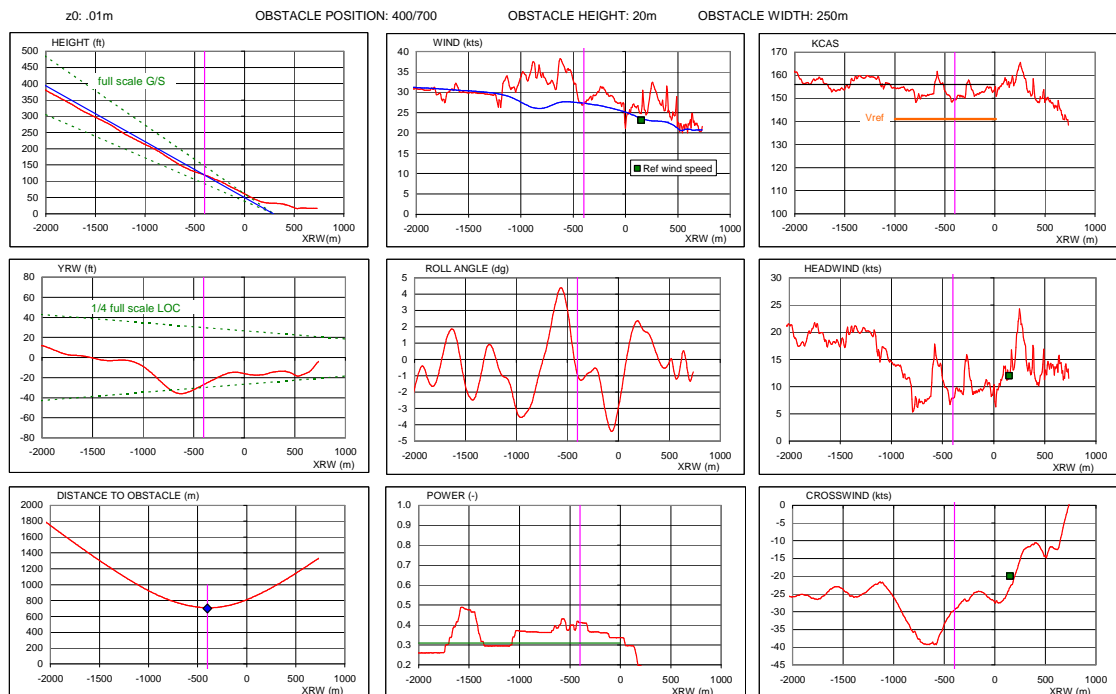 z0: .01m OBSTACLE POSITION: 400/700 OBSTACLE HEIGHT: 20m OBSTACLE WIDTH: 250m
HEIGHT (ft)
500
450
400
350
300
250
200
150
100
50
0
full scale G/S
-2000 -1500 -1000 -500 0 500 1000
XRW(m)
WIND (kts)
40
35
30
25
20
15
10
5
0
Ref wind speed
-2000 -1500 -1000 -500 0 500 1000
XRW (m)
KCAS
170
160
150
140
130
120
110
100
Vref
-2000 -1500 -1000 -500 0 500 1000
XRW (m)
YRW (ft)
80
60
40
20
0
-20
-40
-60
-80
1/4 full scale LOC
-2000 -1500 -1000 -500 0 500 1000
XRW (m)
ROLL ANGLE (dg)
5
4
3
2
1
0
-1
-2
-3
-4
-5
-2000 -1500 -1000 -500 0 500 1000
XRW (m)
HEADWIND (kts)
30
25
20
15
10
5
0
-2000 -1500 -1000 -500 0 500 1000
XRW (m)
DISTANCE TO OBSTACLE (m)
2000
1800
1600
1400
1200
1000
800
600
400
200
0
-2000 -1500 -1000 -500 0 500 1000
XRW (m)
POWER (-)
1.0
0.9
0.8
0.7
0.6
0.5
0.4
0.3
0.2
-2000 -1500 -1000 -500 0 500 1000
XRW (m)
CROSSWIND (kts)
0
-5
-10
-15
-20
-25
-30
-35
-40
-45
-2000 -1500 -1000 -500 0 500 1000
XRW (m)